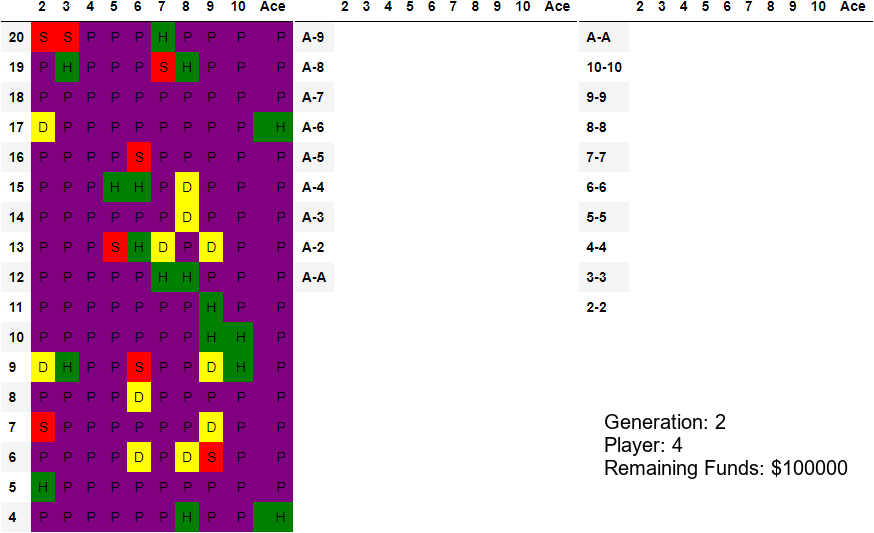 2 3 4 5 6 7 8 9 10 Ace 2 3 4 5 6 7 8 9 10 Ace 2 3 4 5 6 7 8 9 10 Ace
20 S S P P P H P P P P A-9 A-A
19 P H P P P S H P P P A-8 10-10
18 P P P P P P P P P P A-7 9-9
17 D P P P P P P P P H A-6 8-8
16 P P P P S P P P P P A-5 7-7
15 P P P H H P D P P P A-4 6-6
14 P P P P P P D P P P A-3 5-5
13 P P P S H D P D P P A-2 4-4
12 P P P P P H H P P P A-A 3-3
11 P P P P P P P H P P 2-2
10 P P P P P P P H H P
9 D H P P S P P D H P
8 P P P P D P P P P P
7 S P P P P P P D P P
6 P P P P D P D S P P
5 H P P P P P P P P P
4 P P P P P P H P P H
Generation: 2
Player: 4
Remaining Funds: $100000